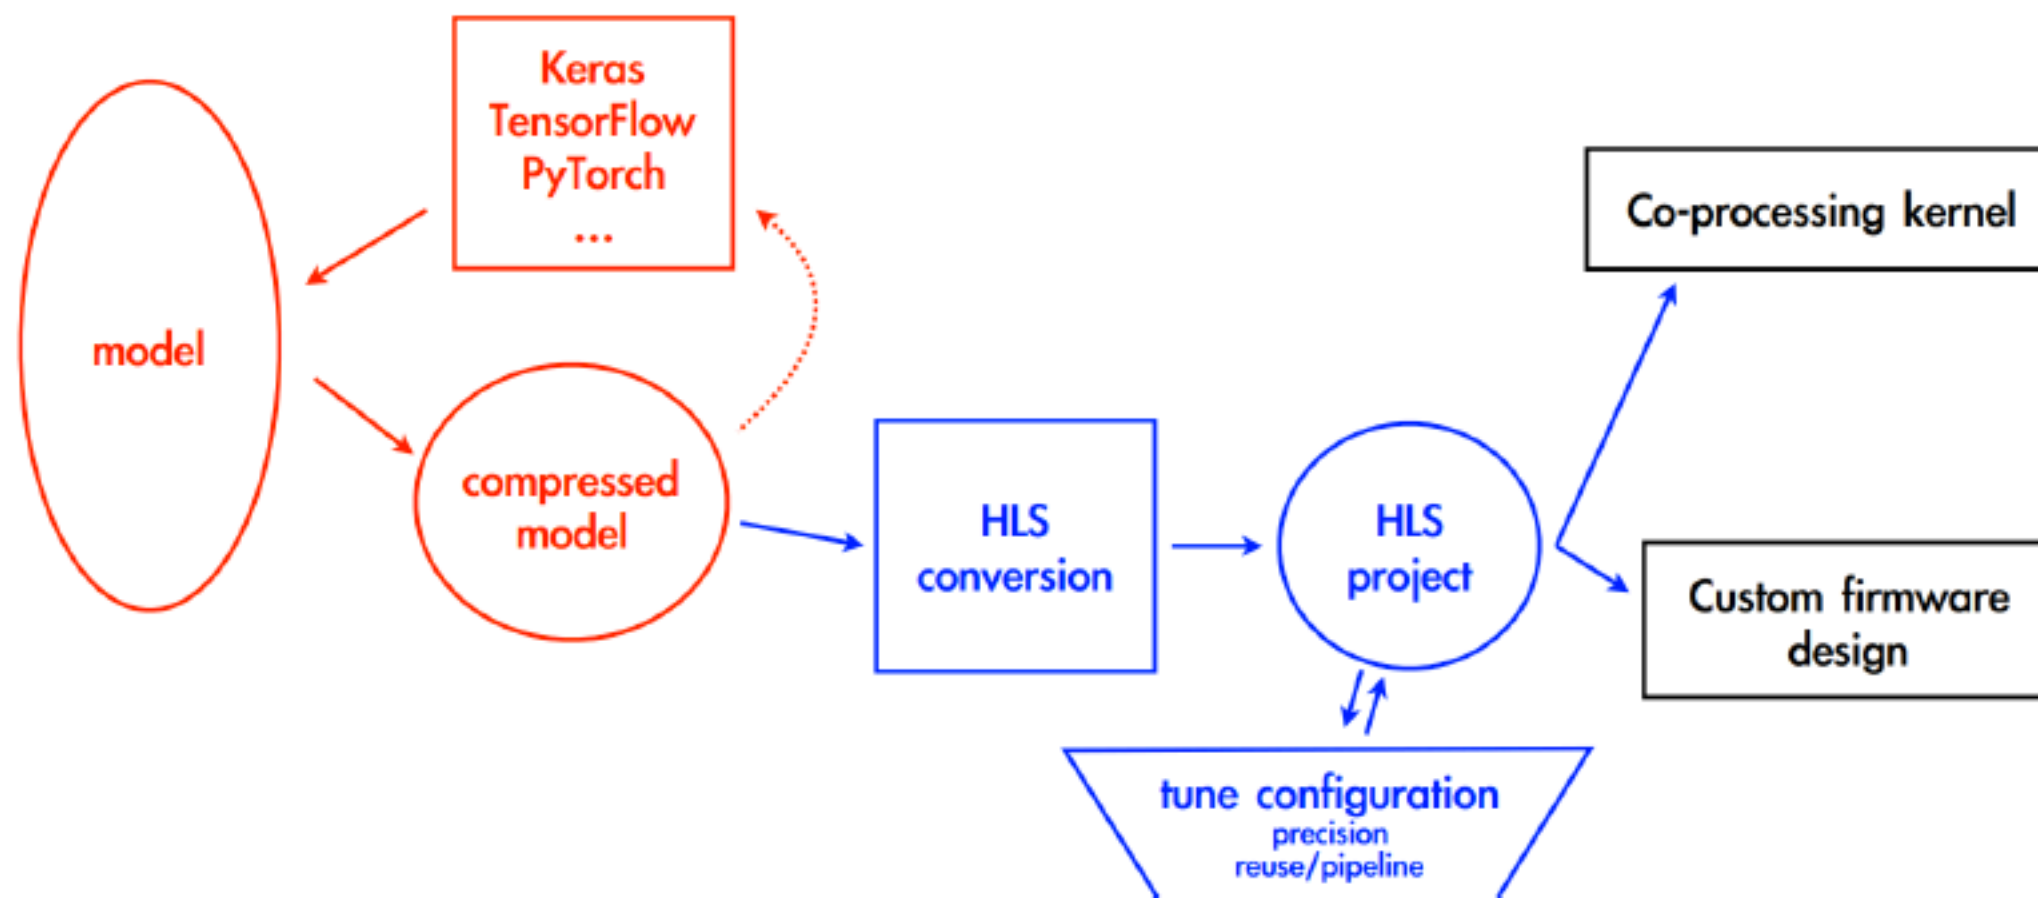 Keras
TensorFlow
PyTorch
...
model
compressed
model
HLS
conversion
HLS
project
Co-processing kernel
Custom firmware
design
tune configuration
precision
reuse/pipeline